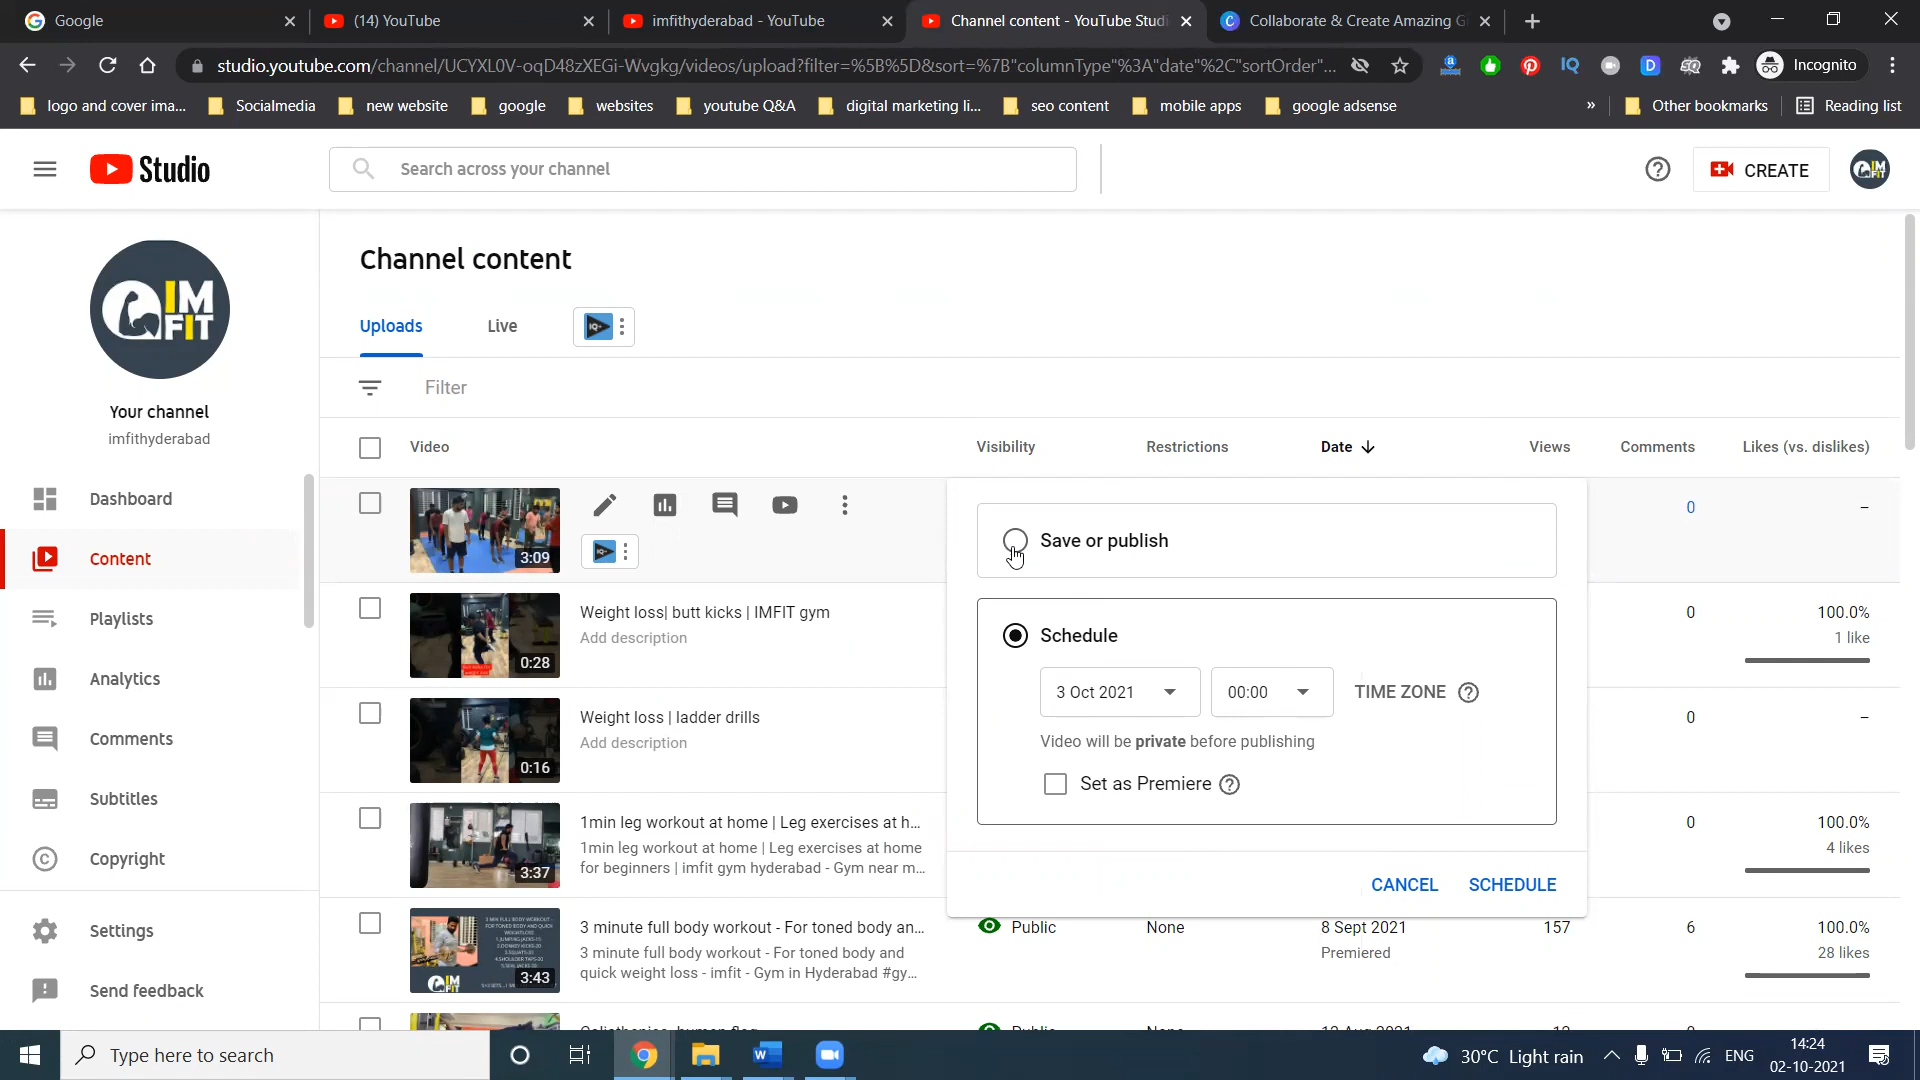 Google
(14) YouTube
imfithyderabad - YouTube
Channel content - YouTube Studi
Collaborate & Create Amazing G
studio.youtube.com/channel/UCYXL0V-oqD48zXEGi-Wvgkg/videos/upload?filter=%5B%5D&sort=%7B"columnType"%3A"date"%2C"sortOrder"...
Incognito
logo and cover ima...
Socialmedia
new website
google
websites
youtube Q&A
digital marketing li...
seo content
mobile apps
google adsense
»
Other bookmarks
Reading list
Studio
Search across your channel
CREATE
IM
FIT
Your channel
imfithyderabad
Dashboard
Content
Playlists
Analytics
Comments
Subtitles
Copyright
Settings
Send feedback
Channel content
Uploads
Live
Filter
Video
Visibility
Restrictions
Date
Views
Comments
Likes (vs. dislikes)
3:09
0
–
Save or publish
Schedule
3 Oct 2021
00:00
TIME ZONE
Video will be private before publishing
Set as Premiere
CANCEL
SCHEDULE
Weight loss| butt kicks | IMFIT gym
Add description
0:28
0
100.0%
1 like
Weight loss | ladder drills
Add description
0:16
0
–
1min leg workout at home | Leg exercises at h...
1min leg workout at home | Leg exercises at home
for beginners | imfit gym hyderabad - Gym near m...
3:37
0
100.0%
4 likes
3 minute full body workout - For toned body an...
3 minute full body workout - For toned body and
quick weight loss - imfit - Gym in Hyderabad #gy...
3:43
Public
None
8 Sept 2021
Premiered
157
6
100.0%
28 likes
Type here to search
30°C Light rain
ENG
14:24
02-10-2021